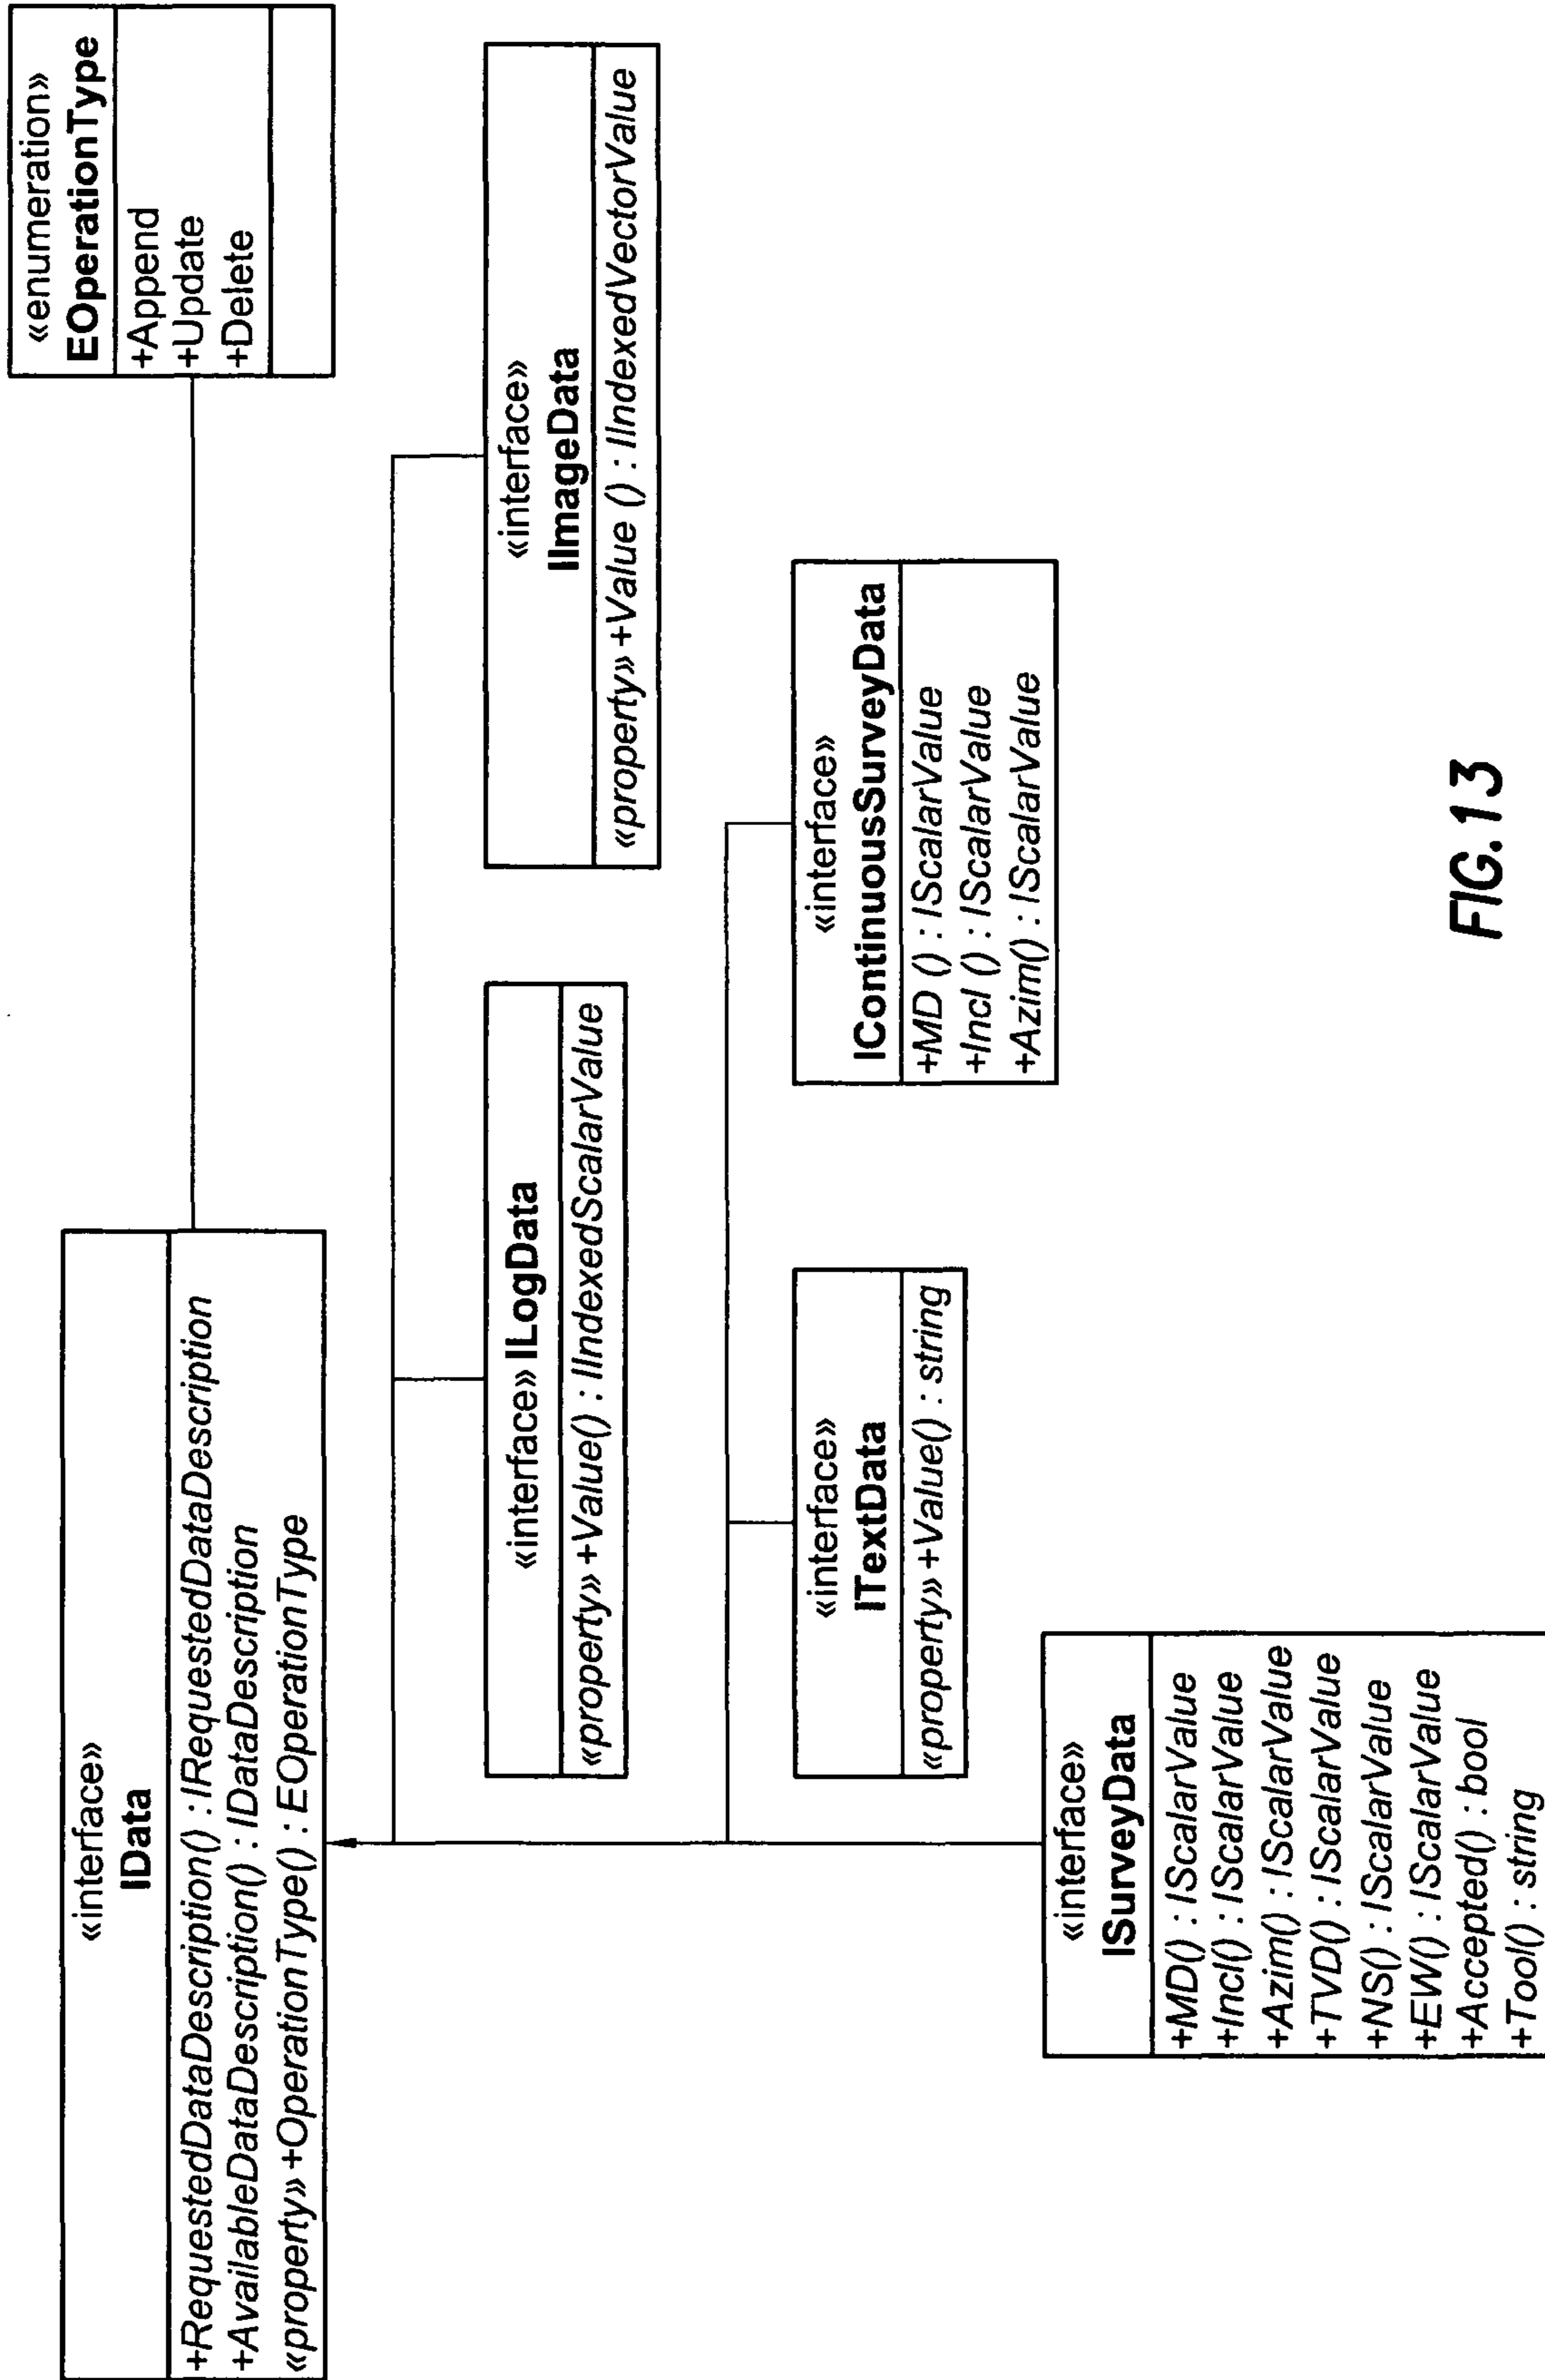 «interface»
IData
+RequestedDataDescription() : IRequestedDataDescription
+AvailableDataDescription() : IDataDescription
«property» +OperationType() : EOperationType
«enumeration»
EOperationType
+Append
+Update
+Delete
«interface» ILogData
«property» +Value() : IIndexedScalarValue
«interface»
IImageData
«property» +Value () : IIndexedVectorValue
«interface»
ITextData
«property» +Value() : string
«interface»
IContinuousSurveyData
+MD () : IScalarValue
+Incl () : IScalarValue
+Azim() : IScalarValue
«interface»
ISurveyData
+MD() : IScalarValue
+Incl() : IScalarValue
+Azim() : IScalarValue
+TVD() : IScalarValue
+NS() : IScalarValue
+EW() : IScalarValue
+Accepted() : bool
+Tool() : string
FIG.13